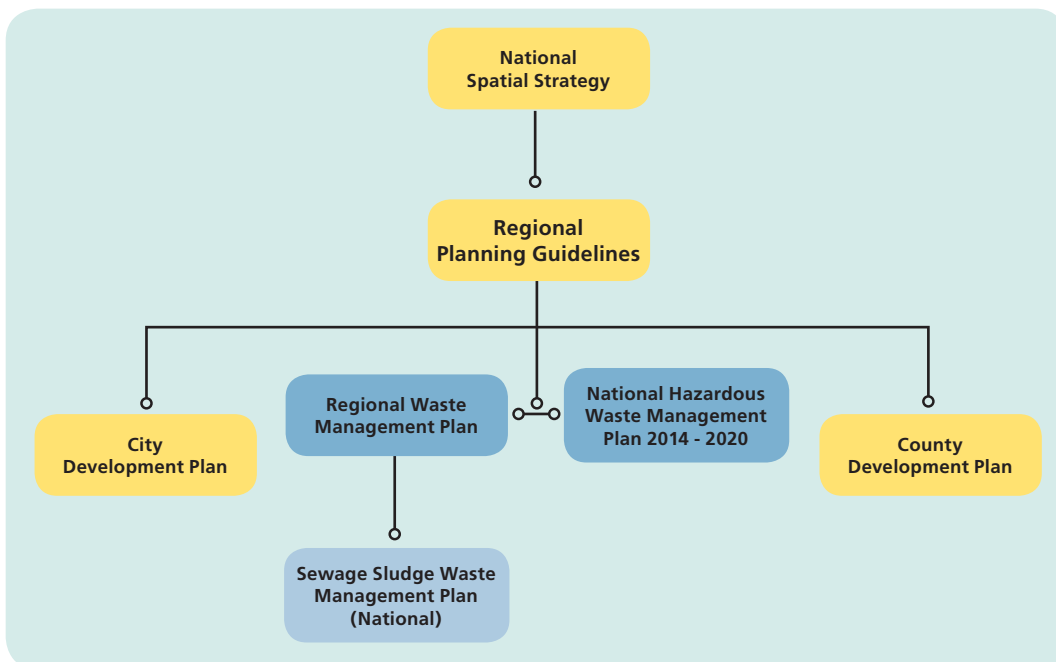 National
Spatial Strategy
Regional
Planning Guidelines
Regional Waste
Management Plan
National Hazardous
Waste Management
Plan 2014 - 2020
City
Development Plan
County
Development Plan
Sewage Sludge Waste
Management Plan
(National)